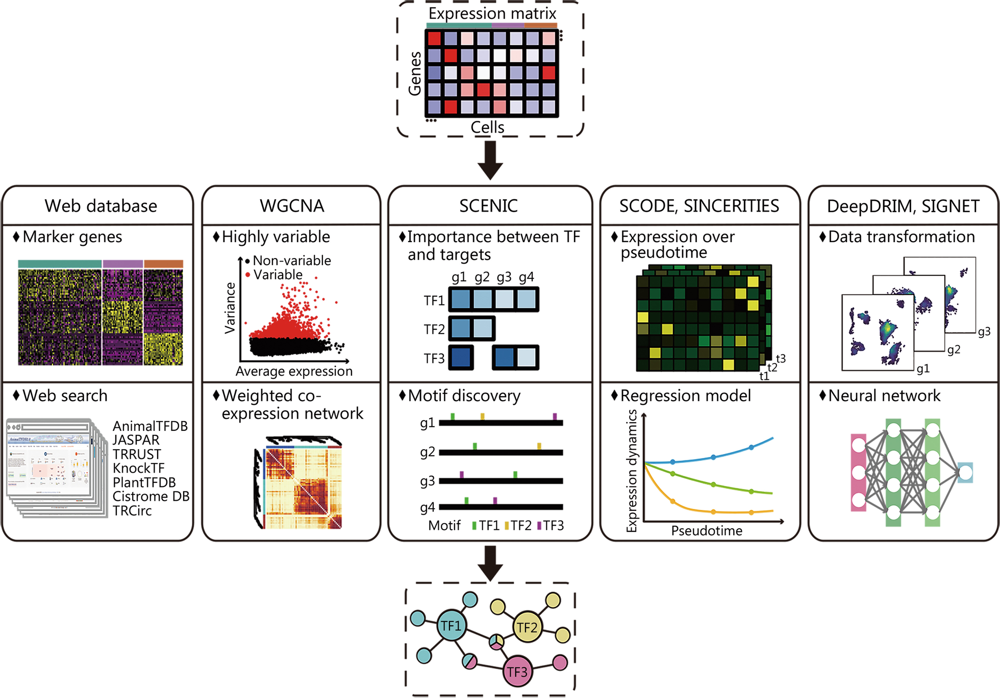 Expression matrix
Genes
Cells
Web database
♦Marker genes
♦Web search
AnimalTFDB
JASPAR
TRRUST
KnockTF
PlantTFDB
Cistrome DB
TRCirc
WGCNA
♦Highly variable
Non-variable
Variable
Variance
Average expression
♦Weighted co-
expression network
SCENIC
♦Importance between TF
and targets
g1 g2 g3 g4
TF1
TF2
TF3
♦Motif discovery
g1
g2
g3
g4
Motif TF1 TF2 TF3
SCODE, SINCERITIES
♦Expression over
pseudotime
t3
t2
t1
♦Regression model
Expression dynamics
Pseudotime
DeepDRIM, SIGNET
♦Data transformation
g3
g2
g1
♦Neural network
TF1
TF2
TF3